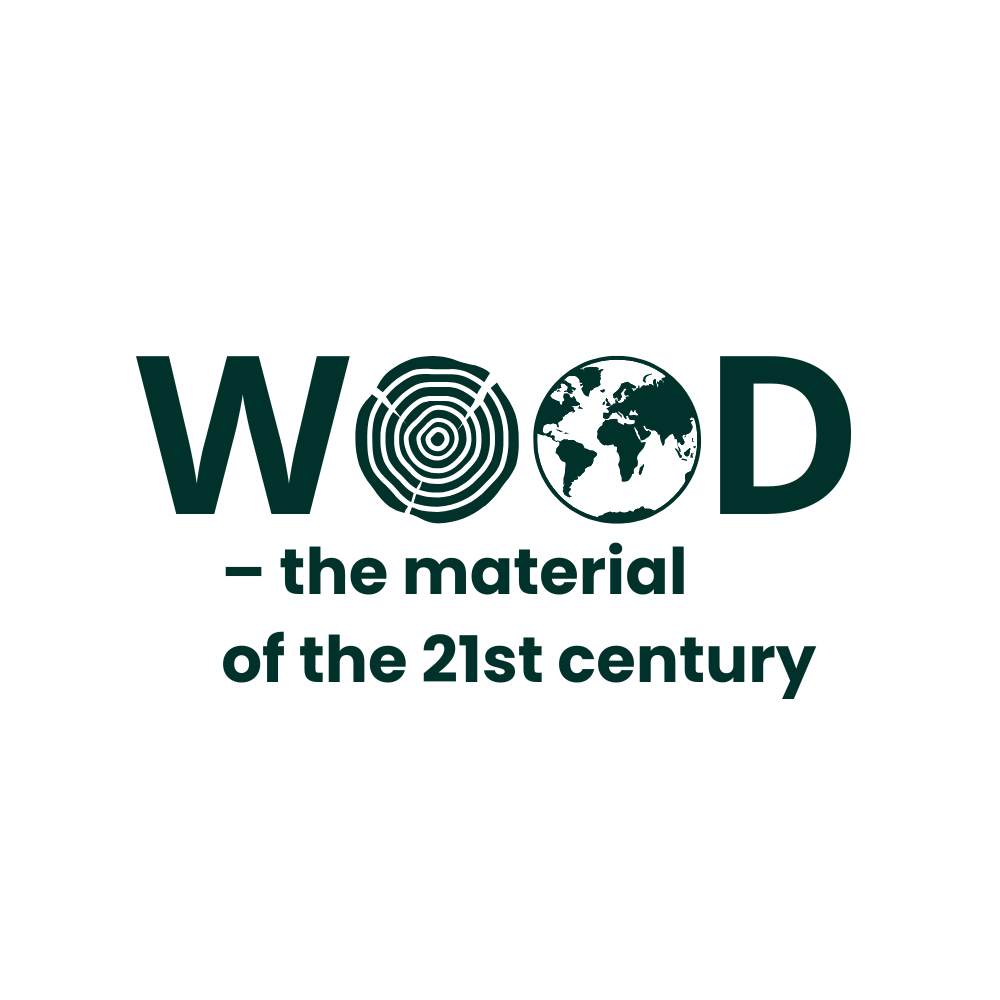 WOOD
– the material
of the 21st century